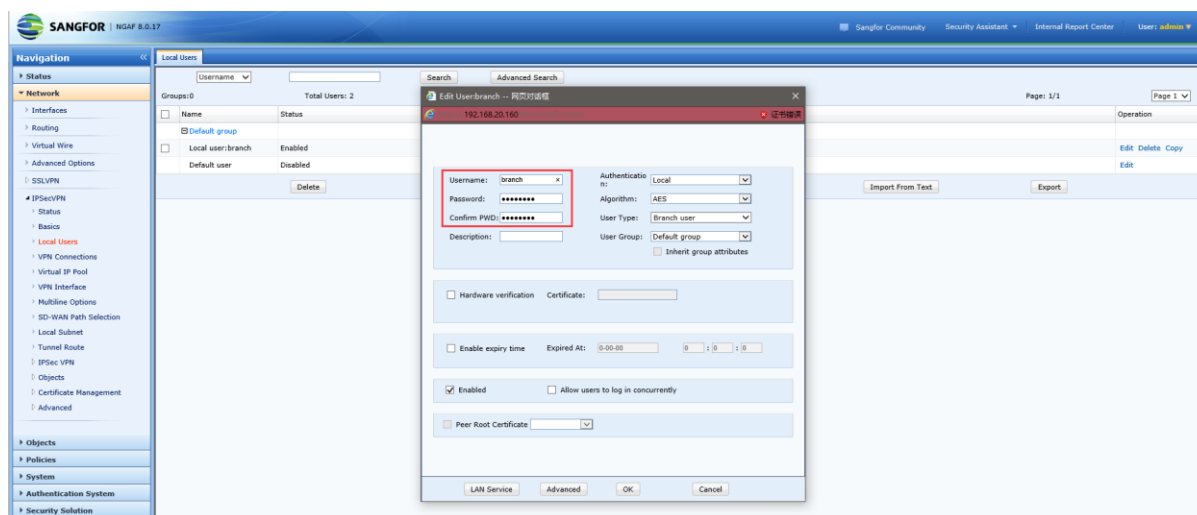 SANGFOR | NGAF 8.0.17
Sangfor Community Security Assistant Internal Report Center User: admin
Navigation
Local Users
Status
Username Search Advanced Search
Network
Groups:0 Total Users: 2 Page: 1/1 Page 1
Interfaces
Name Status Operation
Routing
Default group
Virtual Wire
Local user:branch Enabled Edit Delete Copy
Advanced Options
Default user Disabled Edit
SSLVPN
Delete Import From Text Export
IPSecVPN
Status
Basics
Local Users
VPN Connections
Virtual IP Pool
VPN Interface
Multiline Options
SD-WAN Path Selection
Local Subnet
Tunnel Route
IPSec VPN
Objects
Certificate Management
Advanced
Objects
Policies
System
Authentication System
Security Solution
Edit User:branch -- 网页对话框
192.168.20.160 证书错误
Username: branch Authentication: Local
Password: •••••••• Algorithm: AES
Confirm PWD: •••••••• User Type: Branch user
Description: User Group: Default group
Inherit group attributes
Hardware verification Certificate:
Enable expiry time Expired At: 0-00-00 0 : 0 : 0
Enabled Allow users to log in concurrently
Peer Root Certificate
LAN Service Advanced OK Cancel